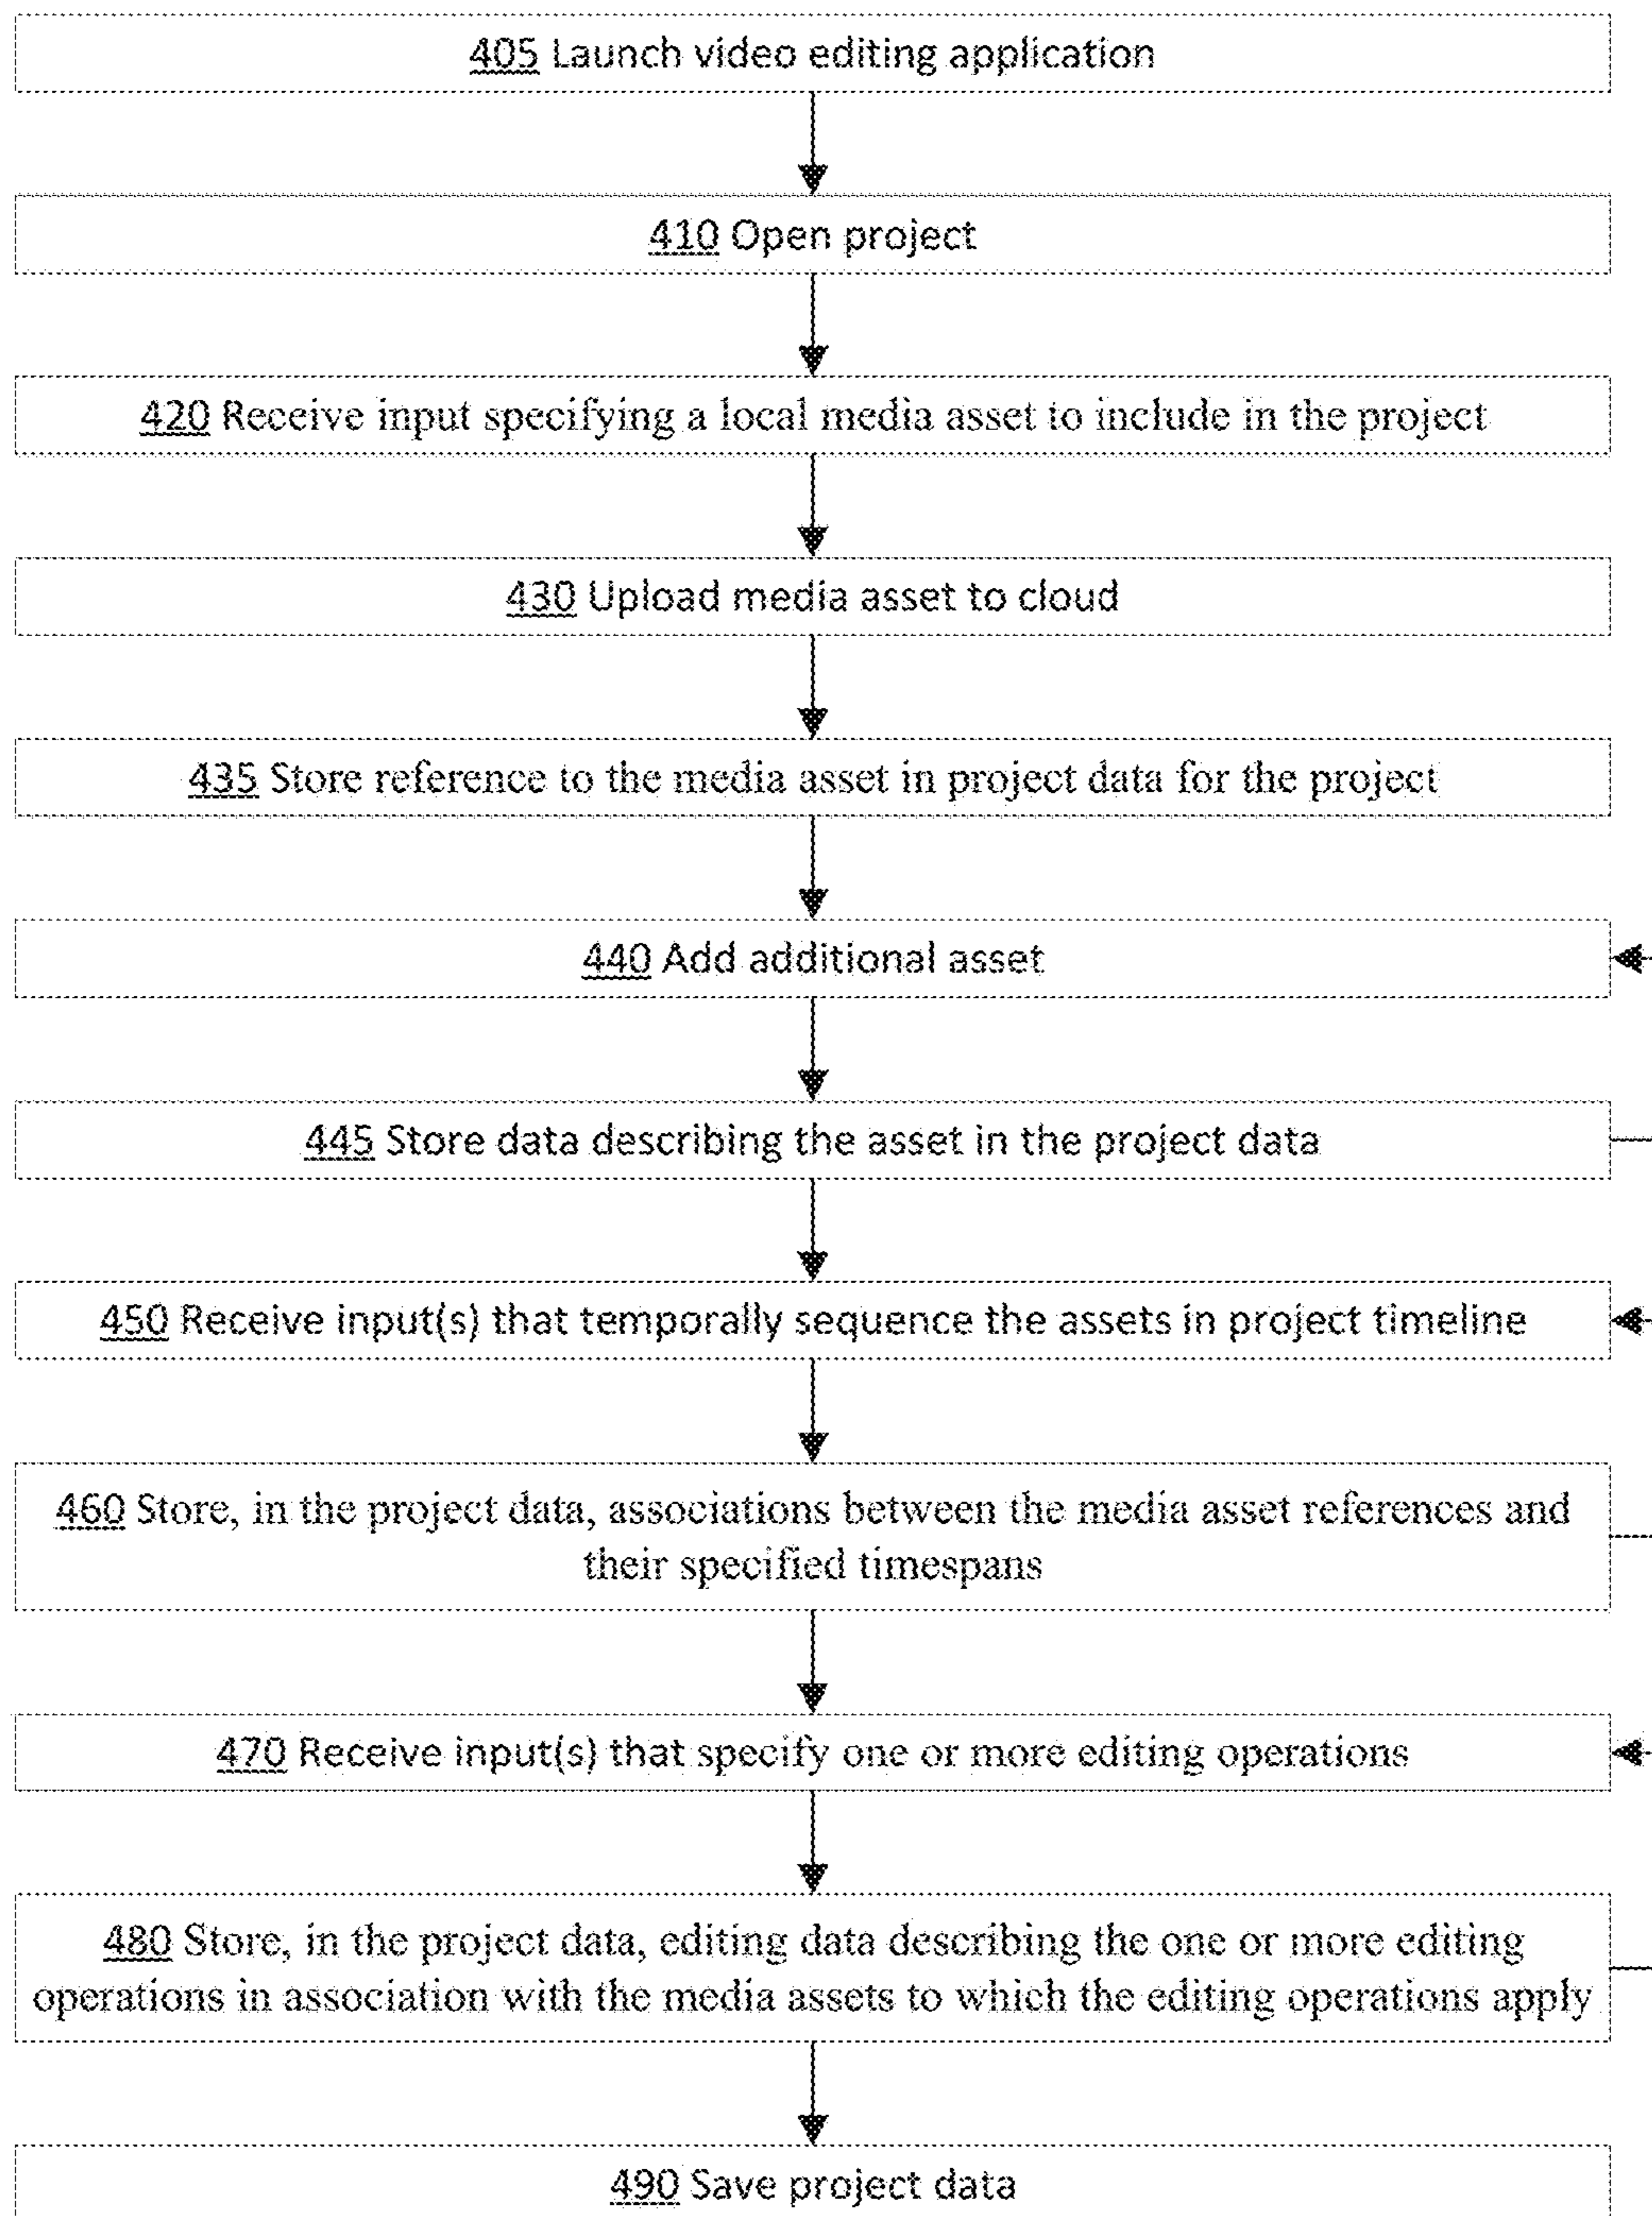 405 Launch video editing application
410 Open project
420 Receive input specifying a local media asset to include in the project
430 Upload media asset to cloud
435 Store reference to the media asset in project data for the project
440 Add additional asset
445 Store data describing the asset in the project data
450 Receive input(s) that temporally sequence the assets in project timeline
460 Store, in the project data, associations between the media asset references and
their specified timespans
470 Receive input(s) that specify one or more editing operations
480 Store, in the project data, editing data describing the one or more editing
operations in association with the media assets to which the editing operations apply
490 Save project data